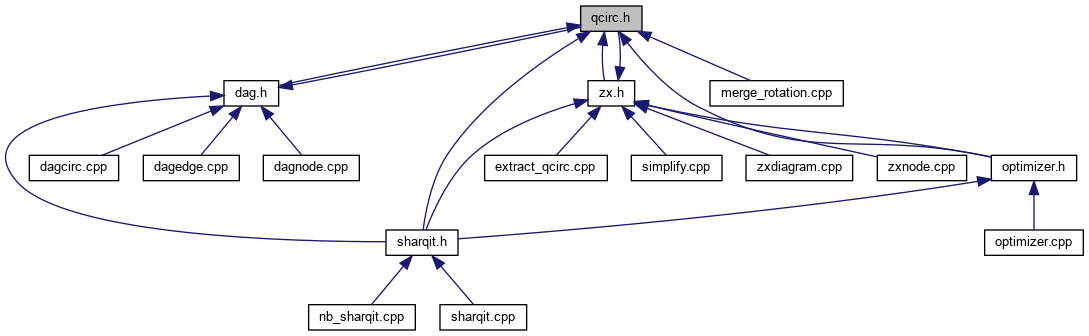 qcirc.h
dag.h
zx.h
merge_rotation.cpp
dagcirc.cpp
dagedge.cpp
dagnode.cpp
extract_qcirc.cpp
simplify.cpp
zxdiagram.cpp
zxnode.cpp
optimizer.h
sharqit.h
optimizer.cpp
nb_sharqit.cpp
sharqit.cpp